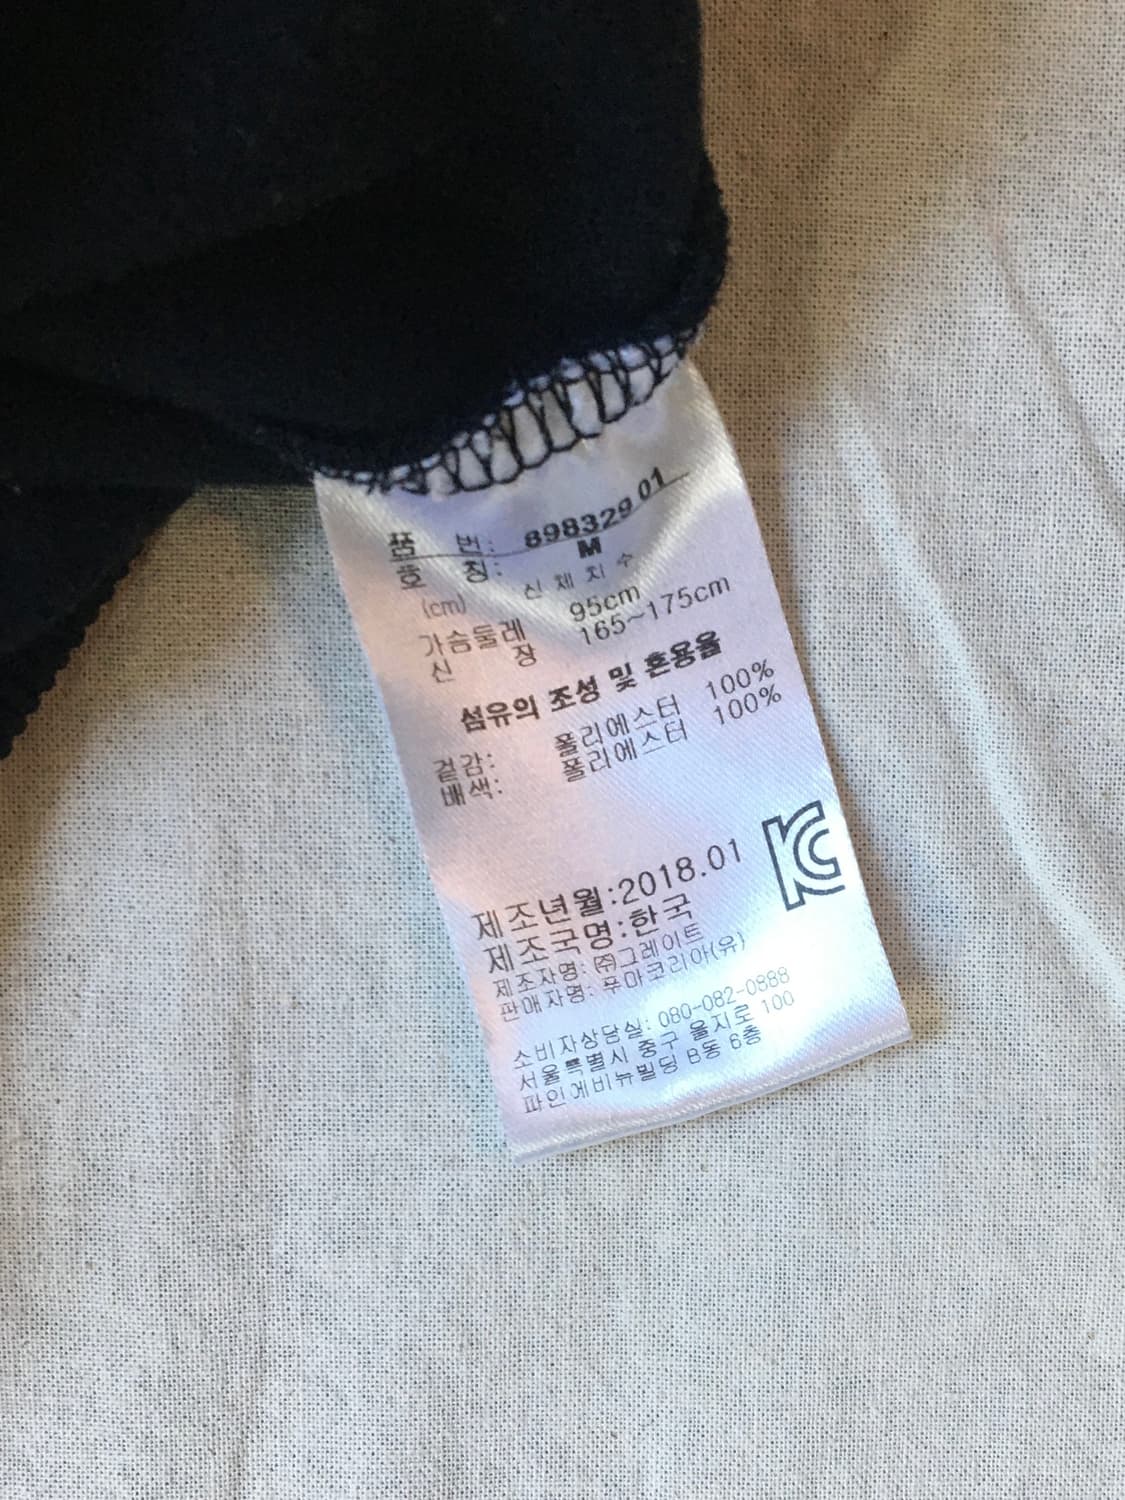 품 번: 898329 01
호 칭: M
(cm) 신 체 치 수
가슴둘레 95cm
신 장 165~175cm
섬유의 조성 및 혼용율
겉감: 폴리에스터 100%
배색: 폴리에스터 100%
KC
제조년월:2018.01
제조국명:한국
제조자명: ㈜그레이트
판매자명: 푸마코리아(유)
소비자상담실: 080-082-0888
서울특별시 중구 을지로 100
파인에비뉴빌딩 B동 6층